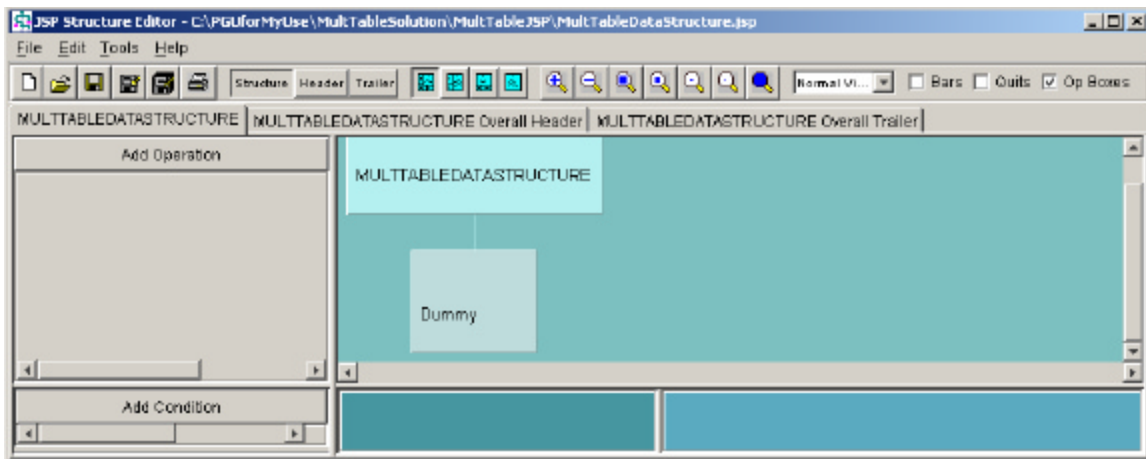 JSP Structure Editor - C:\PGUforMyUse\MultTableSolution\MultTableJSP\MultTableDataStructure.jsp
File Edit Tools Help
Structure Header Trailer Normal Vi... Bars Quits Op Boxes
MULTTABLEDATASTRUCTURE MULTTABLEDATASTRUCTURE Overall Header MULTTABLEDATASTRUCTURE Overall Trailer
Add Operation
MULTTABLEDATASTRUCTURE
Dummy
Add Condition